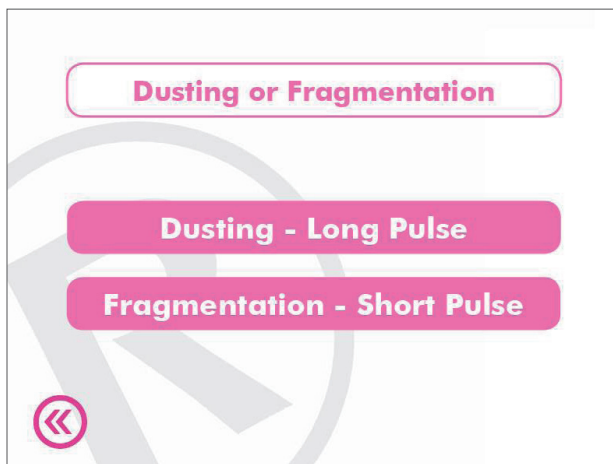 Dusting or Fragmentation
Dusting - Long Pulse
Fragmentation - Short Pulse